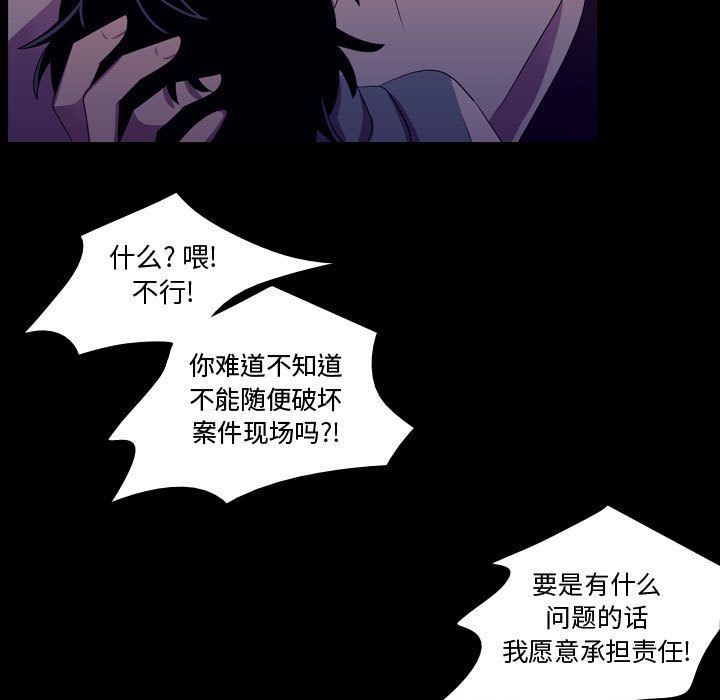 什么? 喂!
不行!
你难道不知道
不能随便破坏
案件现场吗?!
要是有什么
问题的话
我愿意承担责任!